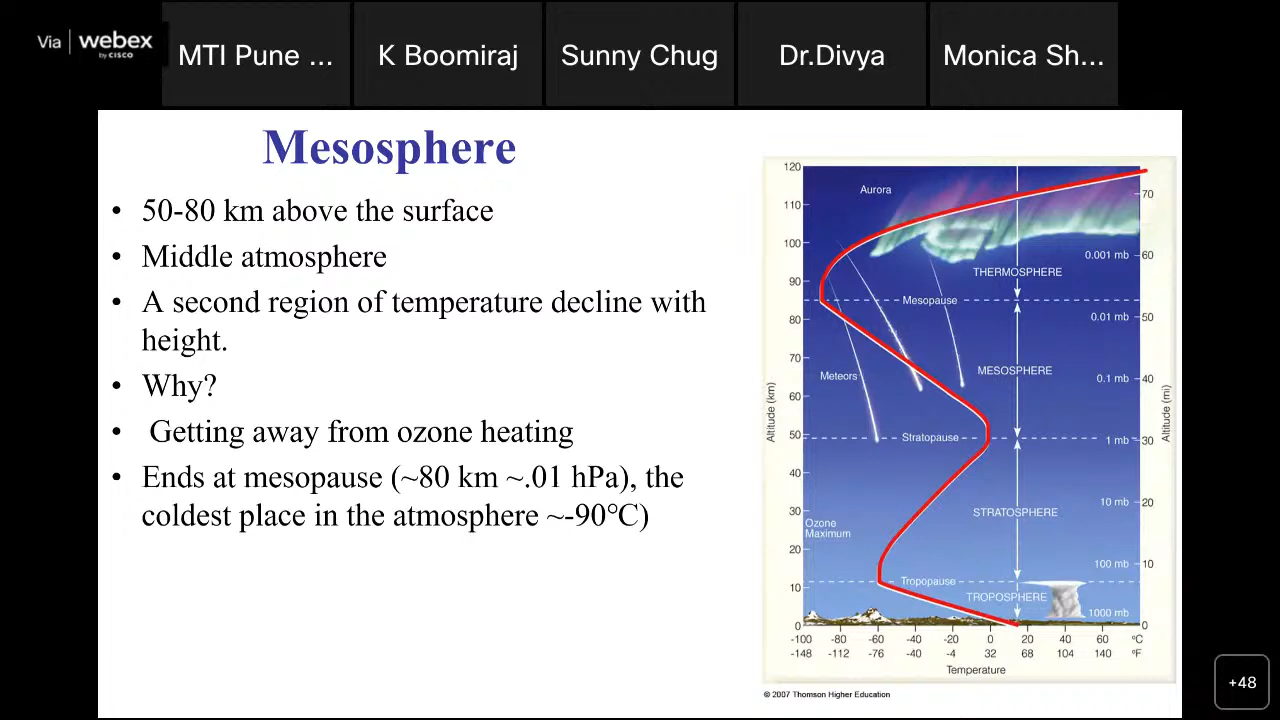 Via webex
by CISCO
MTI Pune ...
K Boomiraj
Sunny Chug
Dr.Divya
Monica Sh...
Mesosphere
• 50-80 km above the surface
• Middle atmosphere
• A second region of temperature decline with
height.
• Why?
• Getting away from ozone heating
• Ends at mesopause (~80 km ~.01 hPa), the
coldest place in the atmosphere ~-90°C)
120
110
100
90
80
70
60
50
40
30
20
10
0
Altitude (km)
Aurora
THERMOSPHERE
Mesopause
MESOSPHERE
Meteors
Stratopause
STRATOSPHERE
Ozone
Maximum
Tropopause
TROPOSPHERE
0.001 mb
0.01 mb
0.1 mb
1 mb
10 mb
100 mb
1000 mb
70
60
50
40
30
20
10
0
Altitude (mi)
-100 -80 -60 -40 -20 0 20 40 60 °C
-148 -112 -76 -40 -4 32 68 104 140 °F
Temperature
© 2007 Thomson Higher Education
+48